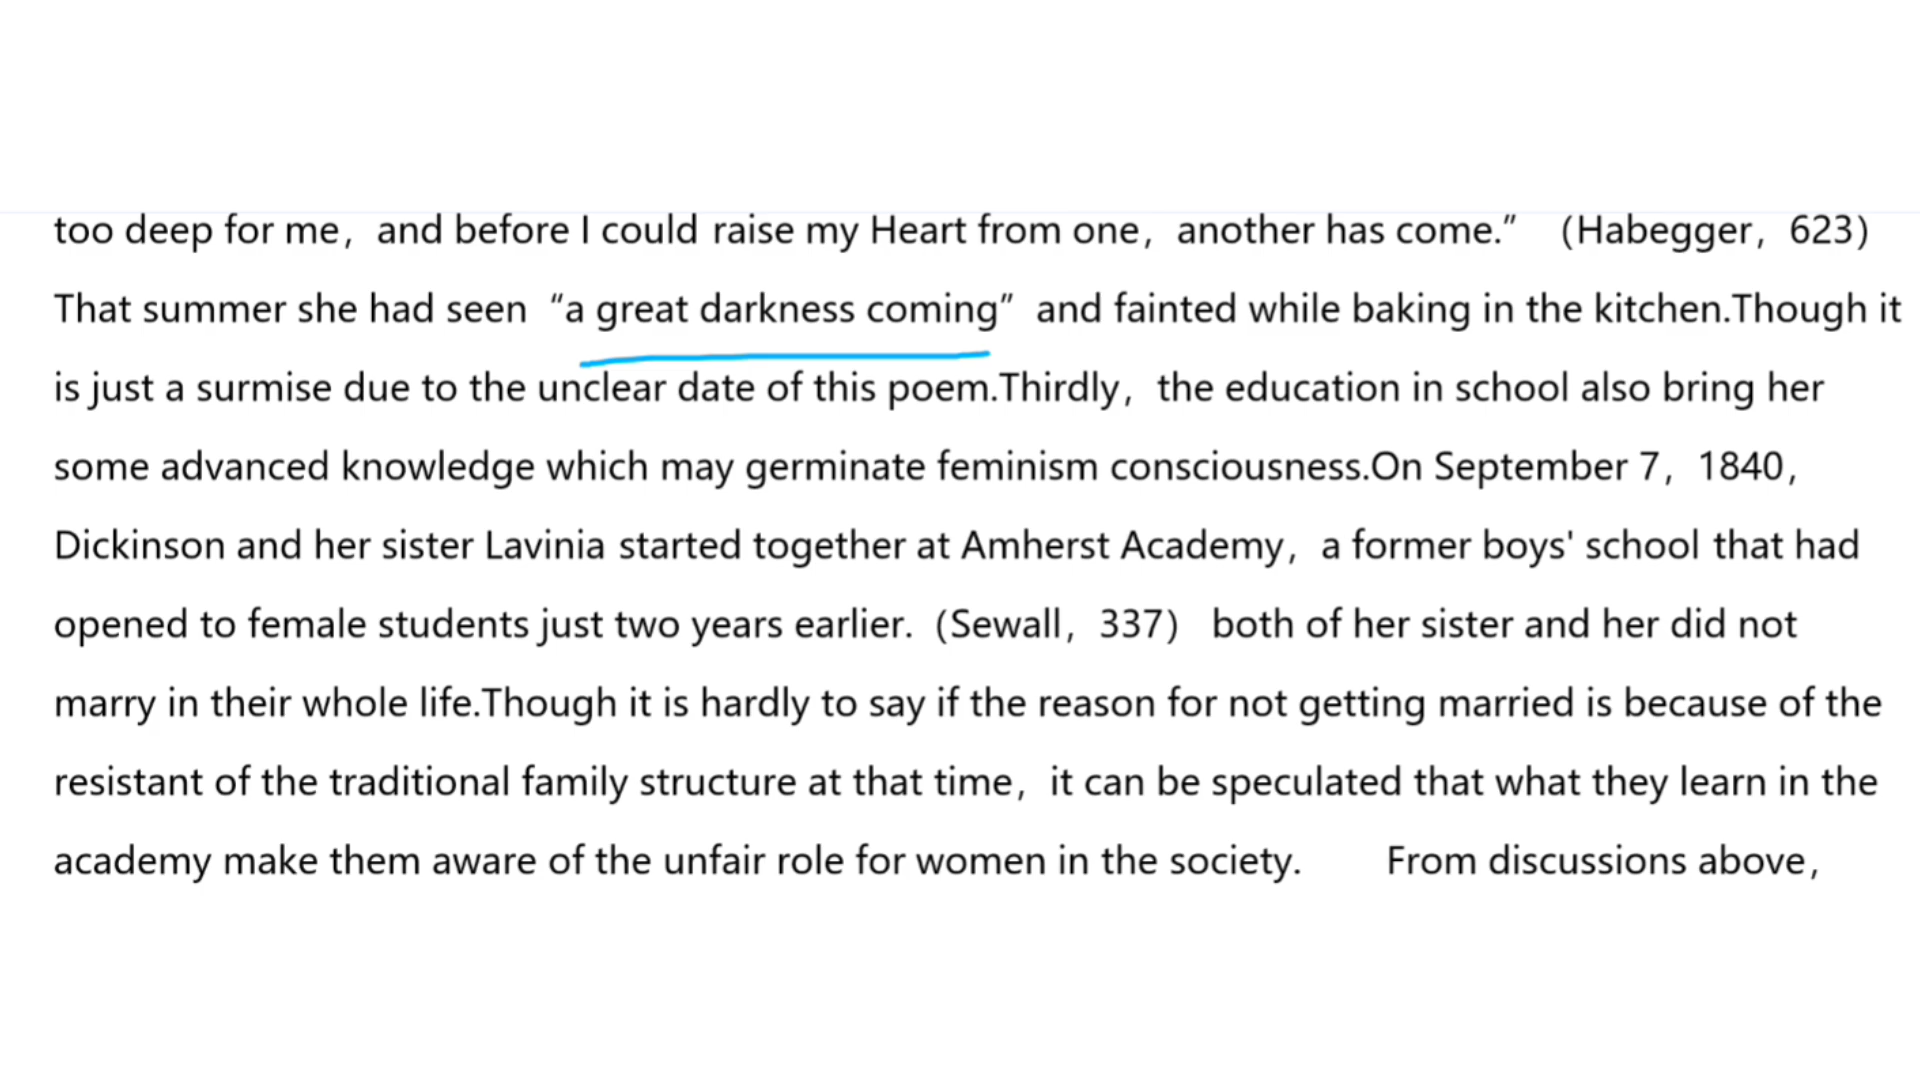 too deep for me，and before I could raise my Heart from one，another has come.” （Habegger，623）
That summer she had seen “a great darkness coming” and fainted while baking in the kitchen.Though it
is just a surmise due to the unclear date of this poem.Thirdly，the education in school also bring her
some advanced knowledge which may germinate feminism consciousness.On September 7，1840，
Dickinson and her sister Lavinia started together at Amherst Academy，a former boys' school that had
opened to female students just two years earlier.（Sewall，337） both of her sister and her did not
marry in their whole life.Though it is hardly to say if the reason for not getting married is because of the
resistant of the traditional family structure at that time，it can be speculated that what they learn in the
academy make them aware of the unfair role for women in the society.  From discussions above，